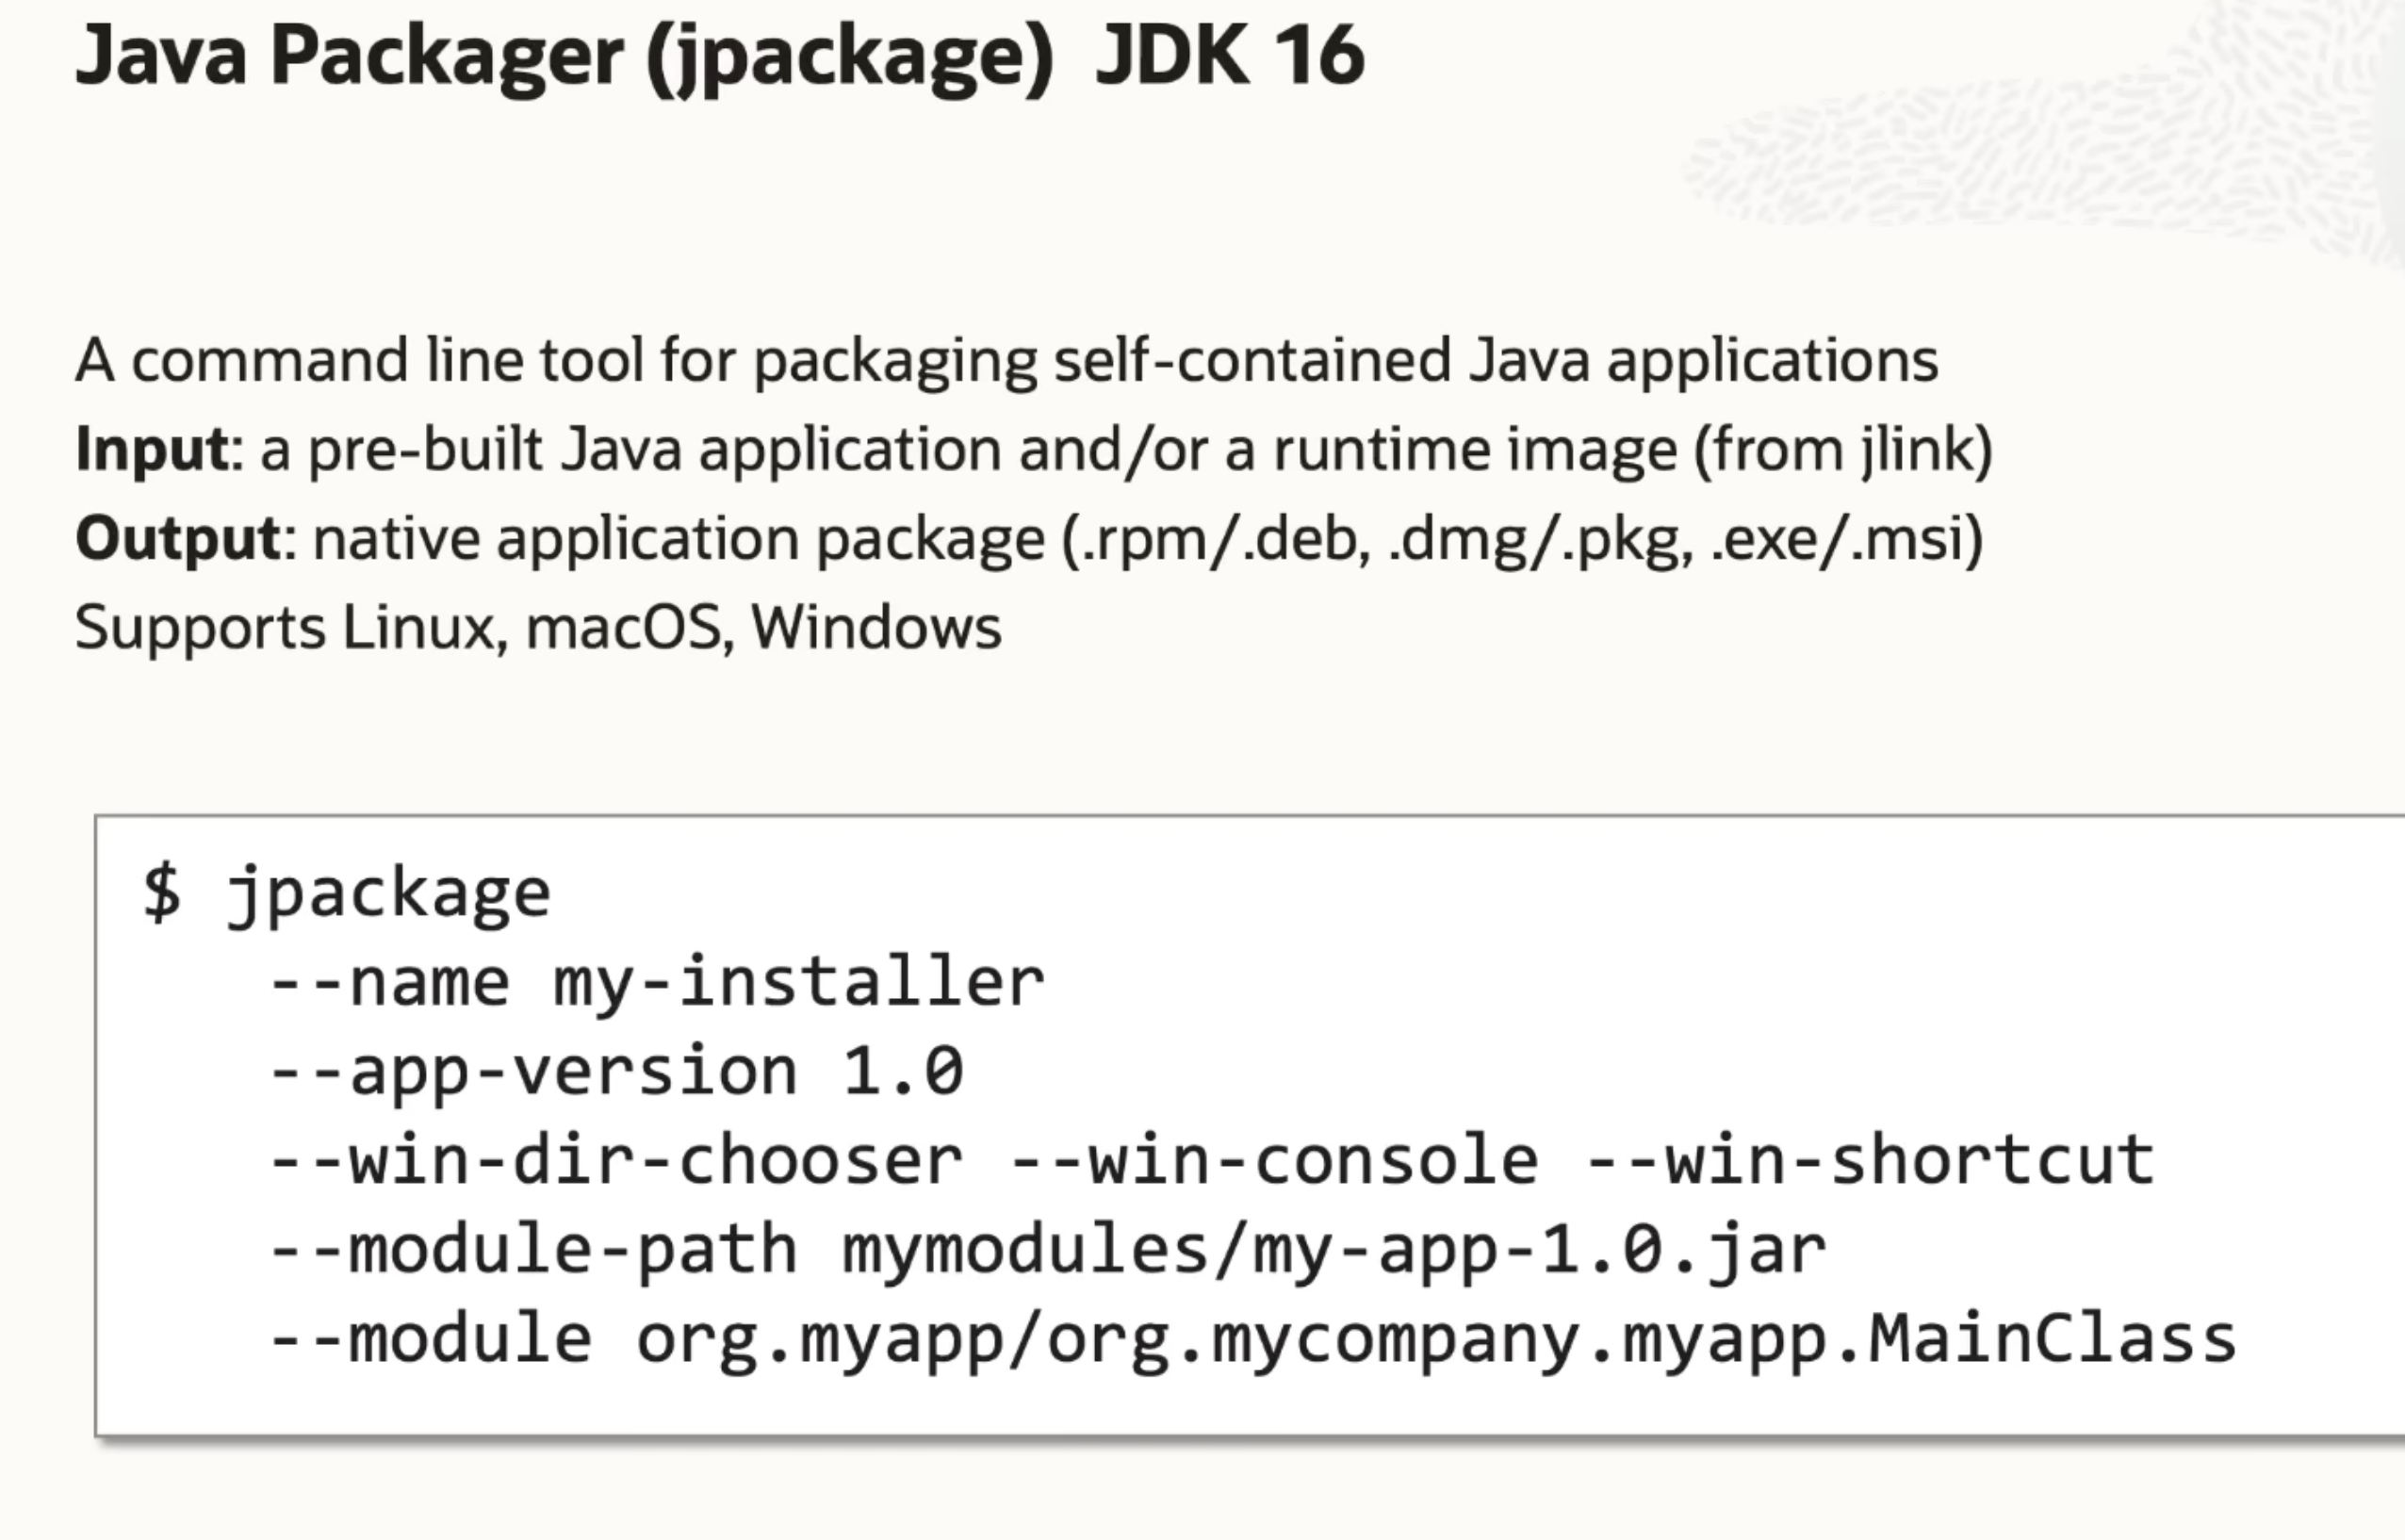 Java Packager (jpackage) JDK 16
A command line tool for packaging self-contained Java applications
Input: a pre-built Java application and/or a runtime image (from jlink)
Output: native application package (.rpm/.deb, .dmg/.pkg, .exe/.msi)
Supports Linux, macOS, Windows
$ jpackage
--name my-installer
--app-version 1.0
--win-dir-chooser --win-console --win-shortcut
--module-path mymodules/my-app-1.0.jar
--module org.myapp/org.mycompany.myapp.MainClass